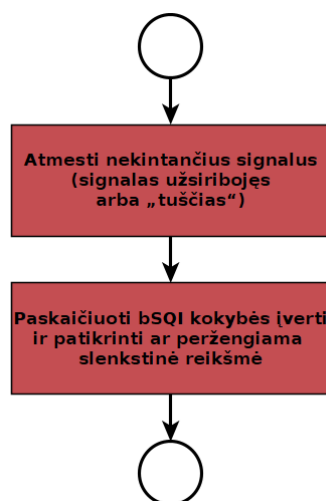 Atmesti nekintančius signalus
(signalas užsiribojęs
arba „tuščias“)
Paskaičiuoti bSQI kokybės įverti
ir patikrinti ar peržengiama
slenkstinė reikšmė